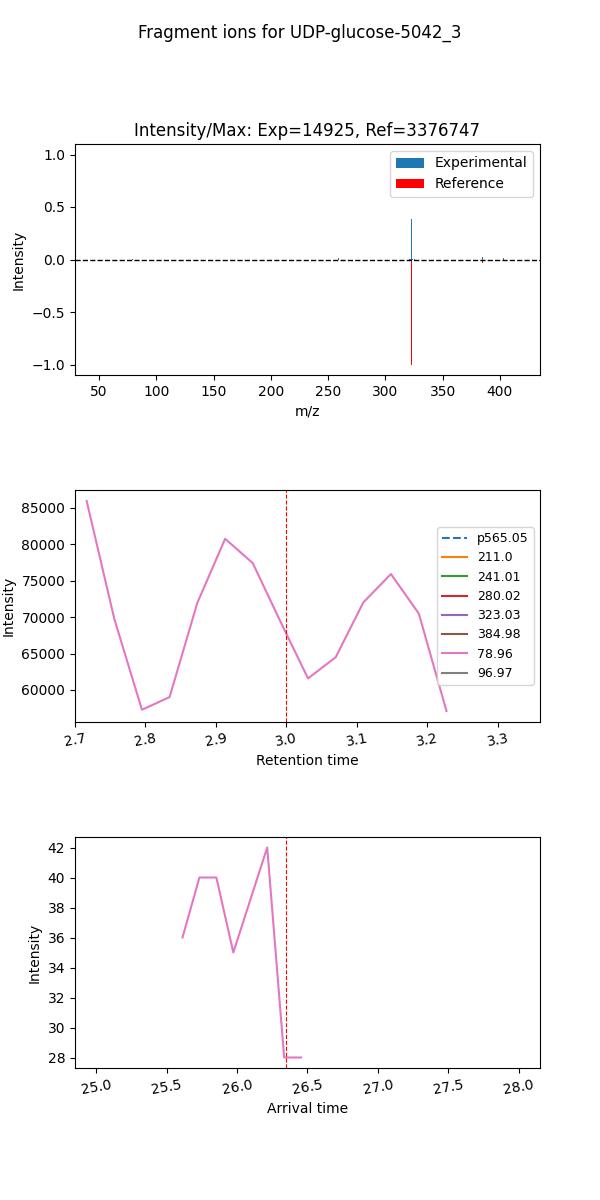 Fragment ions for UDP-glucose-5042_3
Intensity/Max: Exp=14925, Ref=3376747
1.0
0.5
0.0
−0.5
−1.0
Intensity
Experimental
Reference
50 100 150 200 250 300 350 400
m/z
85000
80000
75000
70000
65000
60000
Intensity
p565.05
211.0
241.01
280.02
323.03
384.98
78.96
96.97
2.7 2.8 2.9 3.0 3.1 3.2 3.3
Retention time
42
40
38
36
34
32
30
28
Intensity
25.0 25.5 26.0 26.5 27.0 27.5 28.0
Arrival time